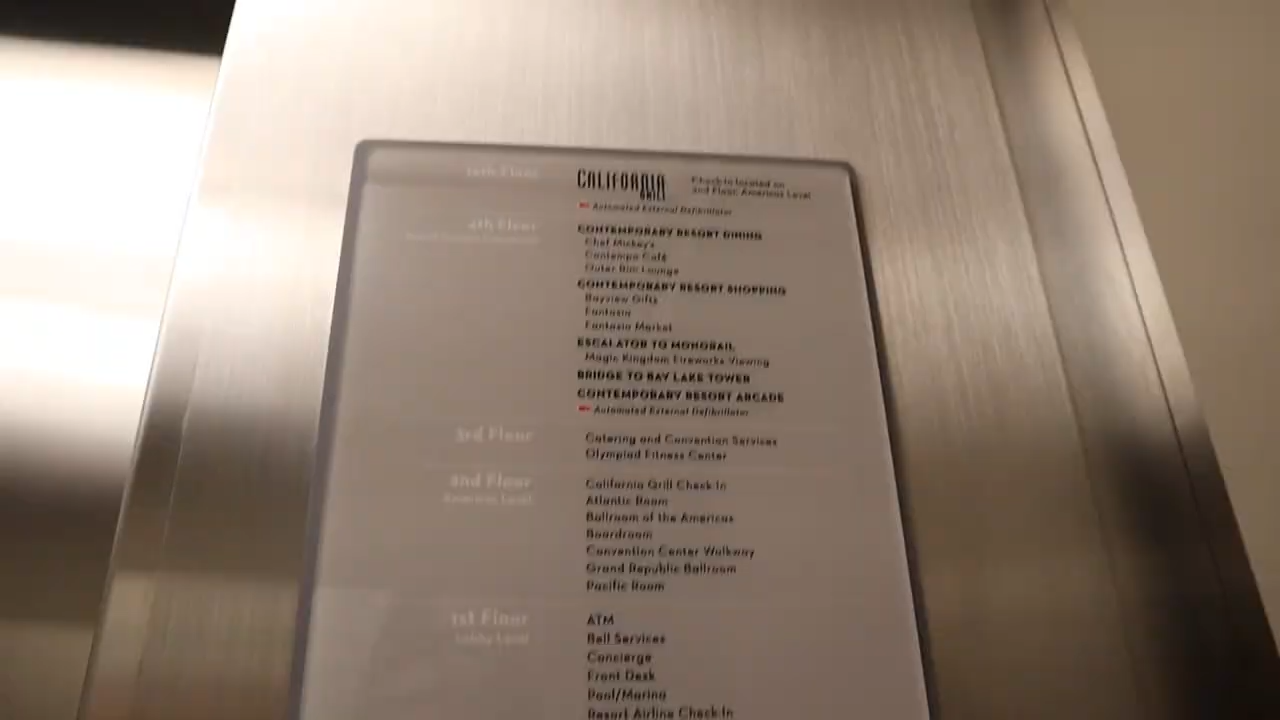 CALIFORNIA
GRILL
Check-In located on
2nd Floor, Americas Level
Automated External Defibrillator
4th Floor
CONTEMPORARY RESORT DINING
Chef Mickey's
Contempo Café
Outer Rim Lounge
CONTEMPORARY RESORT SHOPPING
Bayview Gifts
Fantasia
Fantasia Market
ESCALATOR TO MONORAIL
Magic Kingdom Fireworks Viewing
BRIDGE TO BAY LAKE TOWER
CONTEMPORARY RESORT ARCADE
Automated External Defibrillator
3rd Floor
Catering and Convention Services
Olympiad Fitness Center
2nd Floor
Americas Level
California Grill Check-In
Atlantic Room
Ballroom of the Americas
Boardroom
Convention Center Walkway
Grand Republic Ballroom
Pacific Room
1st Floor
Lobby Level
ATM
Bell Services
Concierge
Front Desk
Pool/Marina
Resort Airline Check-In